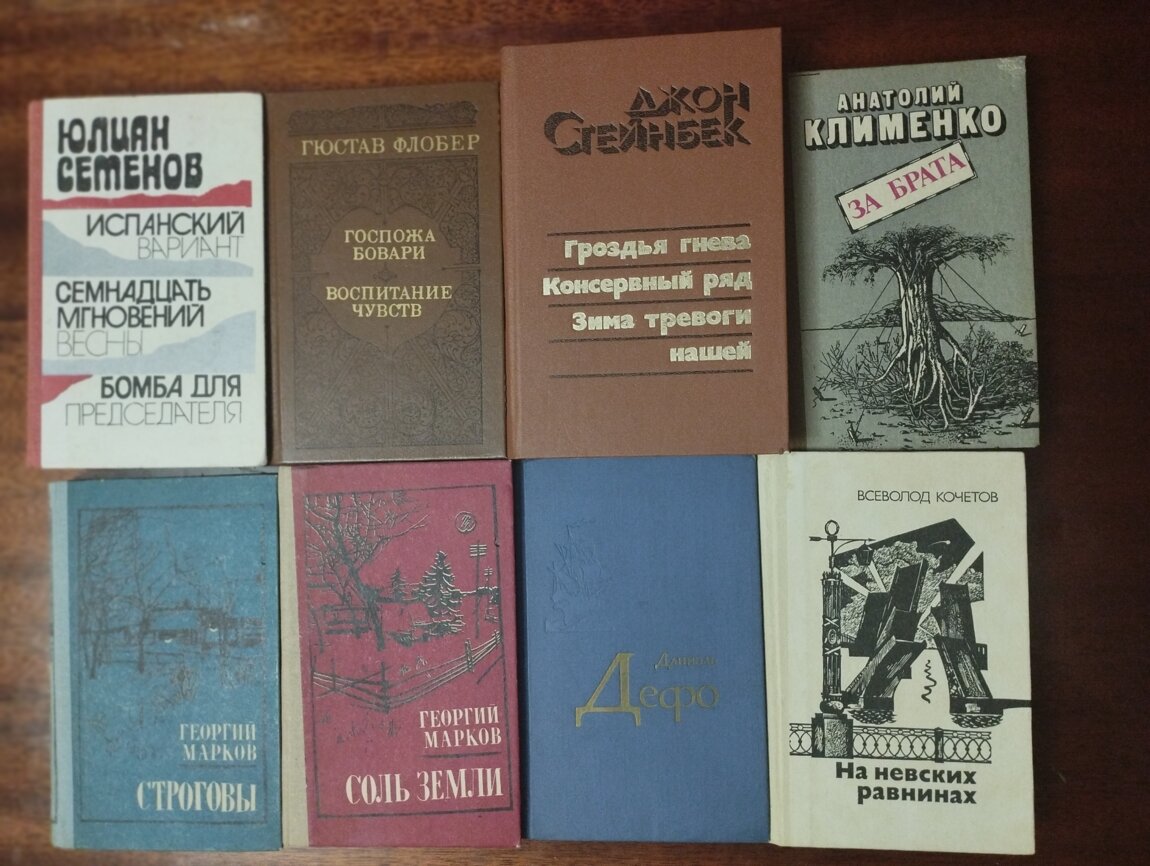 ЮЛИАН
СЕМЕНОВ
ИСПАНСКИЙ
ВАРИАНТ
СЕМНАДЦАТЬ
МГНОВЕНИЙ
ВЕСНЫ
БОМБА ДЛЯ
ПРЕДСЕДАТЕЛЯ
ГЮСТАВ ФЛОБЕР
ГОСПОЖА
БОВАРИ
ВОСПИТАНИЕ
ЧУВСТВ
ДЖОН
СТЕЙНБЕК
Гроздья гнева
Консервный ряд
Зима тревоги
нашей
АНАТОЛИЙ
КЛИМЕНКО
ЗА БРАТА
ГЕОРГИЙ
МАРКОВ
СТРОГОВЫ
ГЕОРГИЙ
МАРКОВ
СОЛЬ ЗЕМЛИ
Даниель
Дефо
ВСЕВОЛОД КОЧЕТОВ
На невских
равнинах